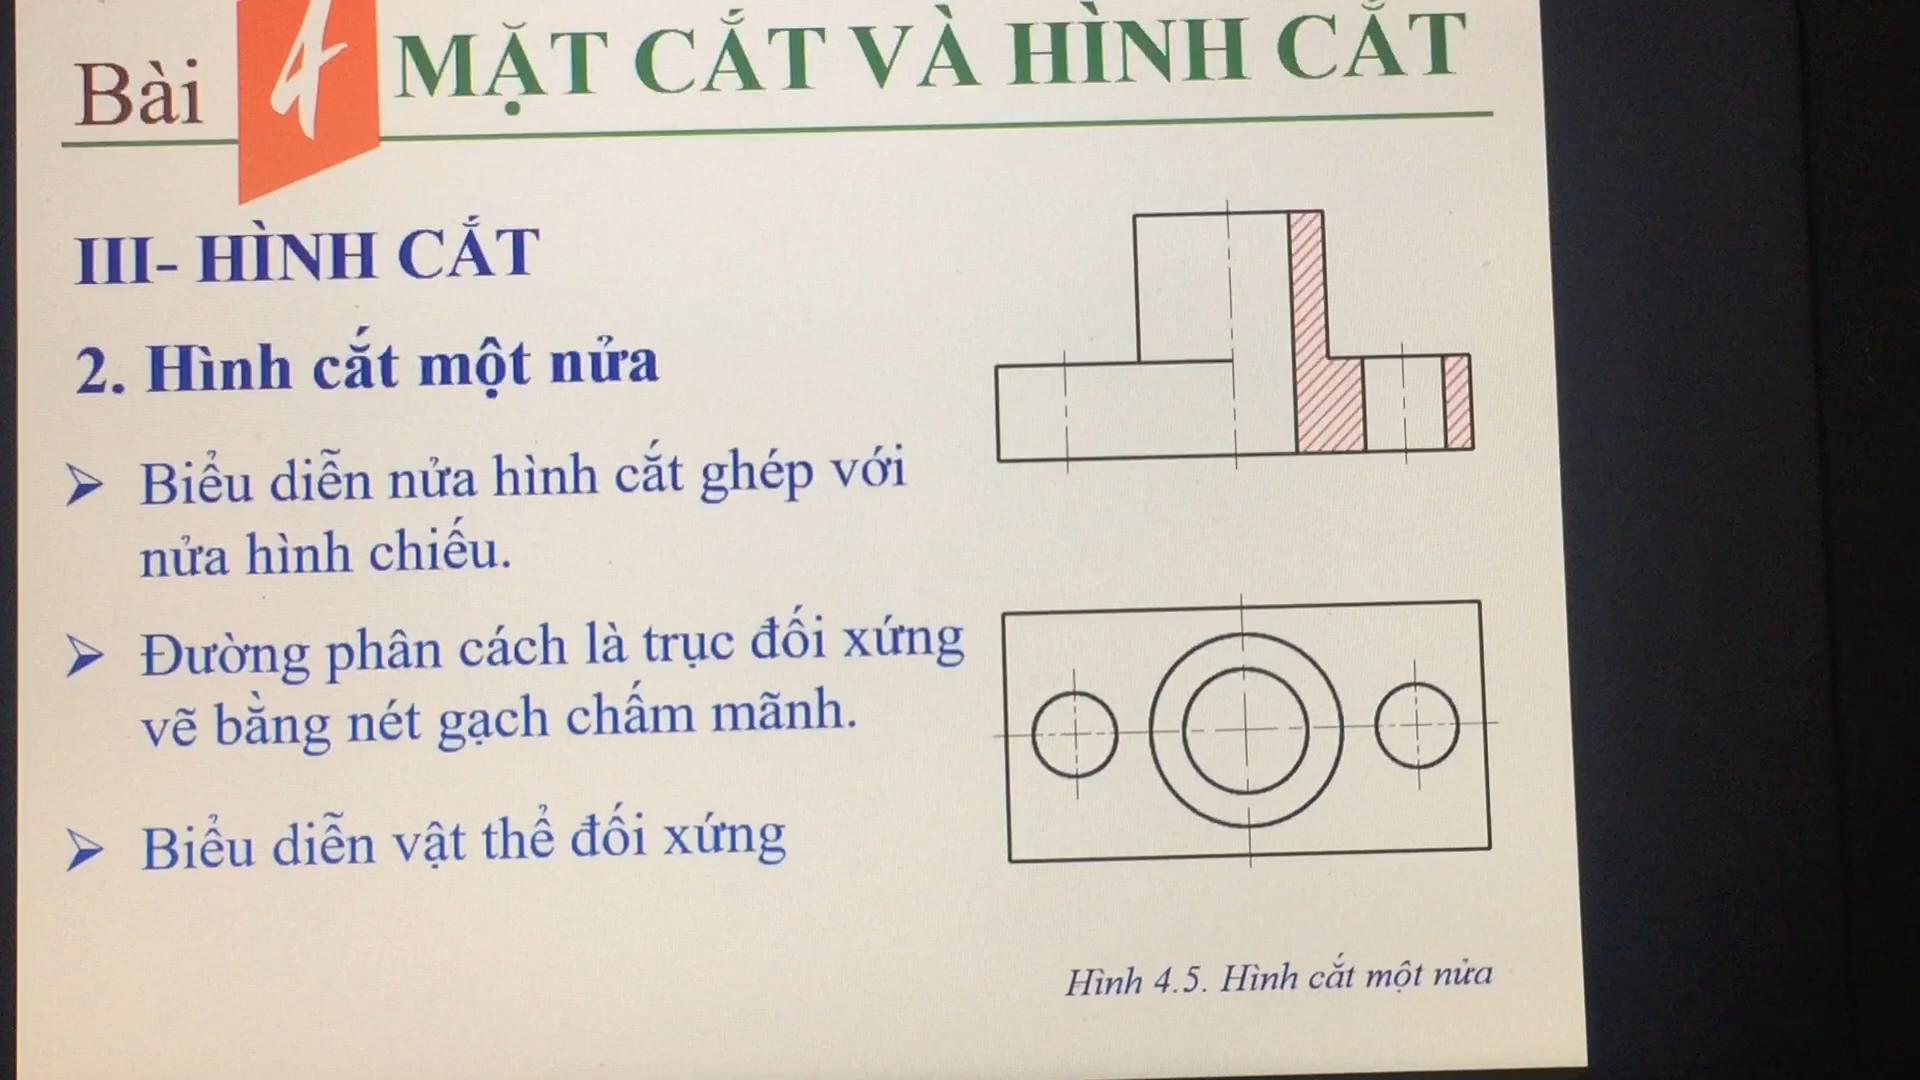 Bài 4 MẶT CẮT VÀ HÌNH CẮT
III- HÌNH CẮT
2. Hình cắt một nửa
Biểu diễn nửa hình cắt ghép với
nửa hình chiếu.
Đường phân cách là trục đối xứng
vẽ bằng nét gạch chấm mãnh.
Biểu diễn vật thể đối xứng
Hình 4.5. Hình cắt một nửa